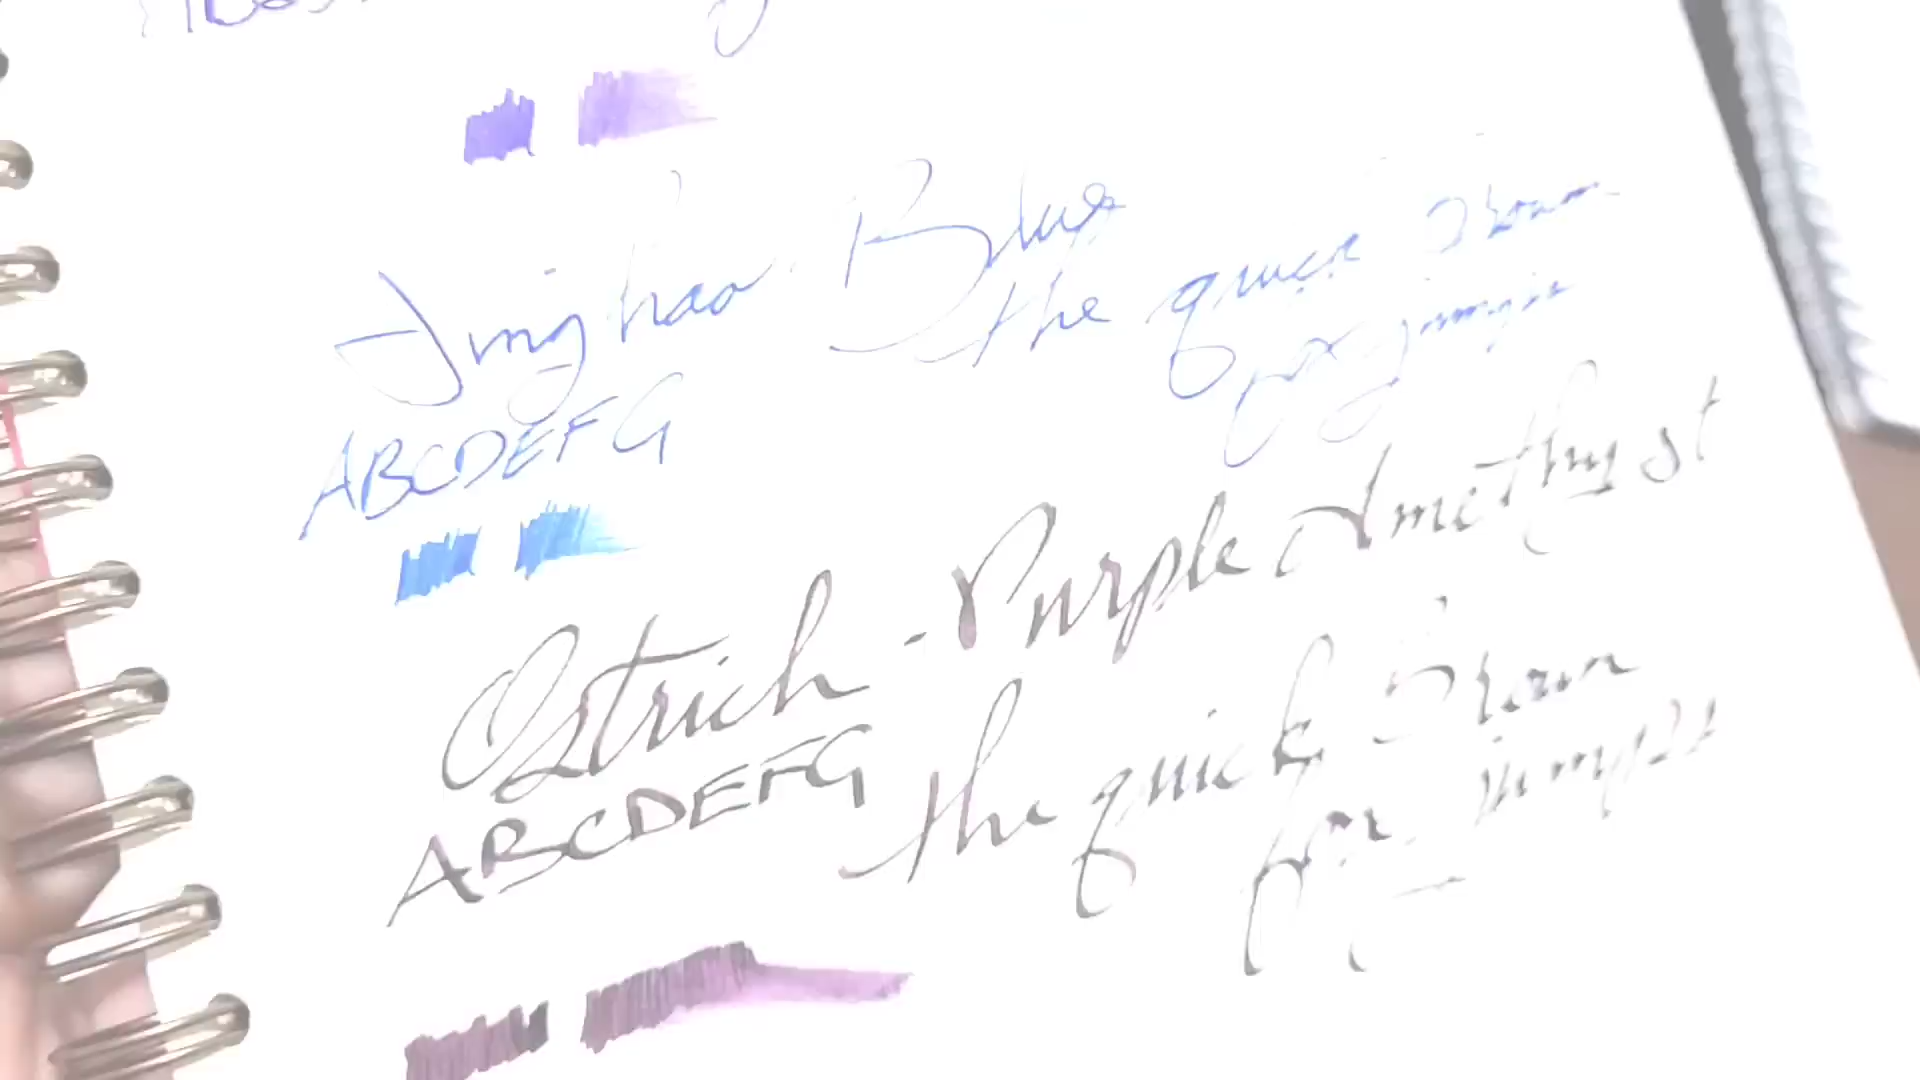 Jinghao Blue
the quick brown
fox jumps
ABCDEFG
Ostrich - Purple Amethyst
the quick brown
fox jumps
ABCDEFG